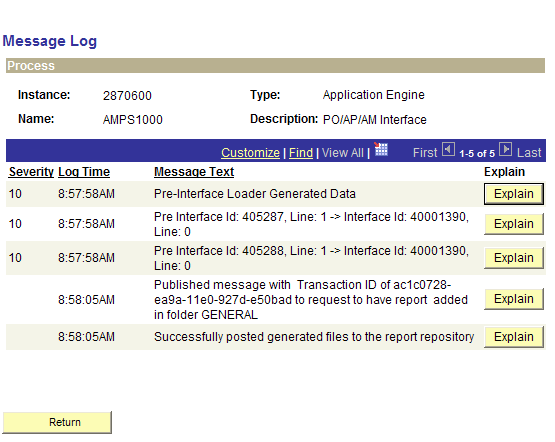 Message Log
Process
Instance: 2870600 Type: Application Engine
Name: AMPS1000 Description: PO/AP/AM Interface
Customize | Find | View All | First 1-5 of 5 Last
Severity Log Time Message Text Explain
10 8:57:58AM Pre-Interface Loader Generated Data Explain
10 8:57:58AM Pre Interface Id: 405287, Line: 1 -> Interface Id: 40001390,
Line: 0 Explain
10 8:57:58AM Pre Interface Id: 405288, Line: 1 -> Interface Id: 40001390,
Line: 0 Explain
8:58:05AM Published message with Transaction ID of ac1c0728-
ea9a-11e0-927d-e50bad to request to have report added
in folder GENERAL Explain
8:58:05AM Successfully posted generated files to the report repository Explain
Return